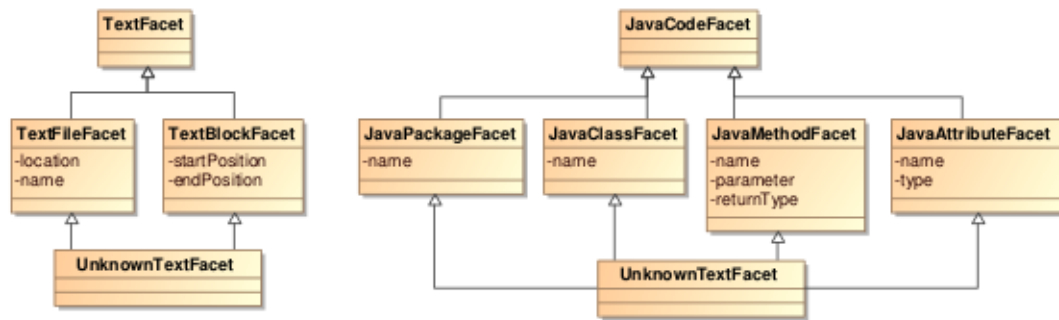 TextFacet
JavaCodeFacet
TextFileFacet
-location
-name
TextBlockFacet
-startPosition
-endPosition
JavaPackageFacet
-name
JavaClassFacet
-name
JavaMethodFacet
-name
-parameter
-returnType
JavaAttributeFacet
-name
-type
UnknownTextFacet
UnknownTextFacet